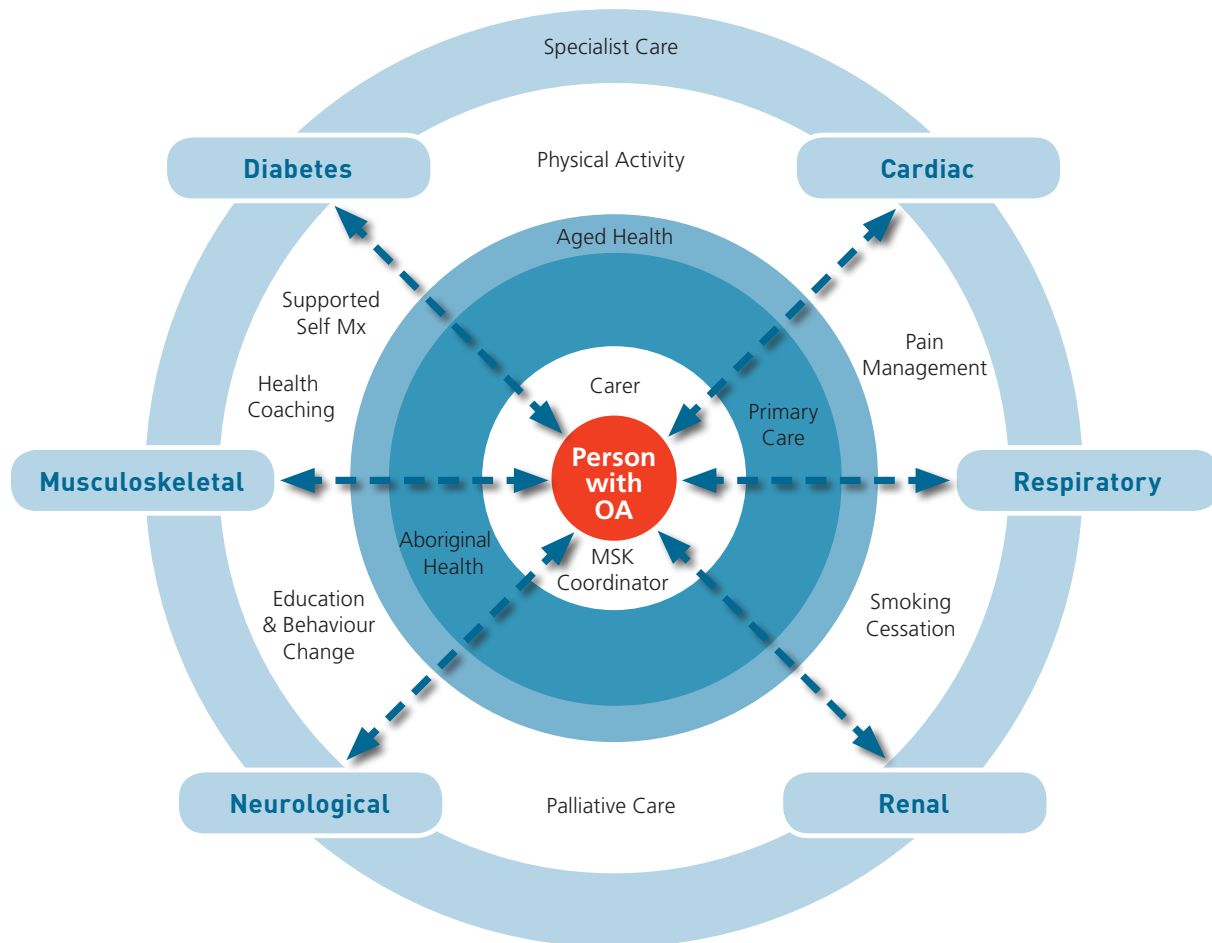 Specialist Care
Physical Activity
Diabetes
Cardiac
Aged Health
Supported
Self Mx
Pain
Management
Health
Coaching
Carer
Primary
Care
Person
with
OA
Musculoskeletal
Respiratory
Aboriginal
Health
MSK
Coordinator
Education
& Behaviour
Change
Smoking
Cessation
Neurological
Palliative Care
Renal